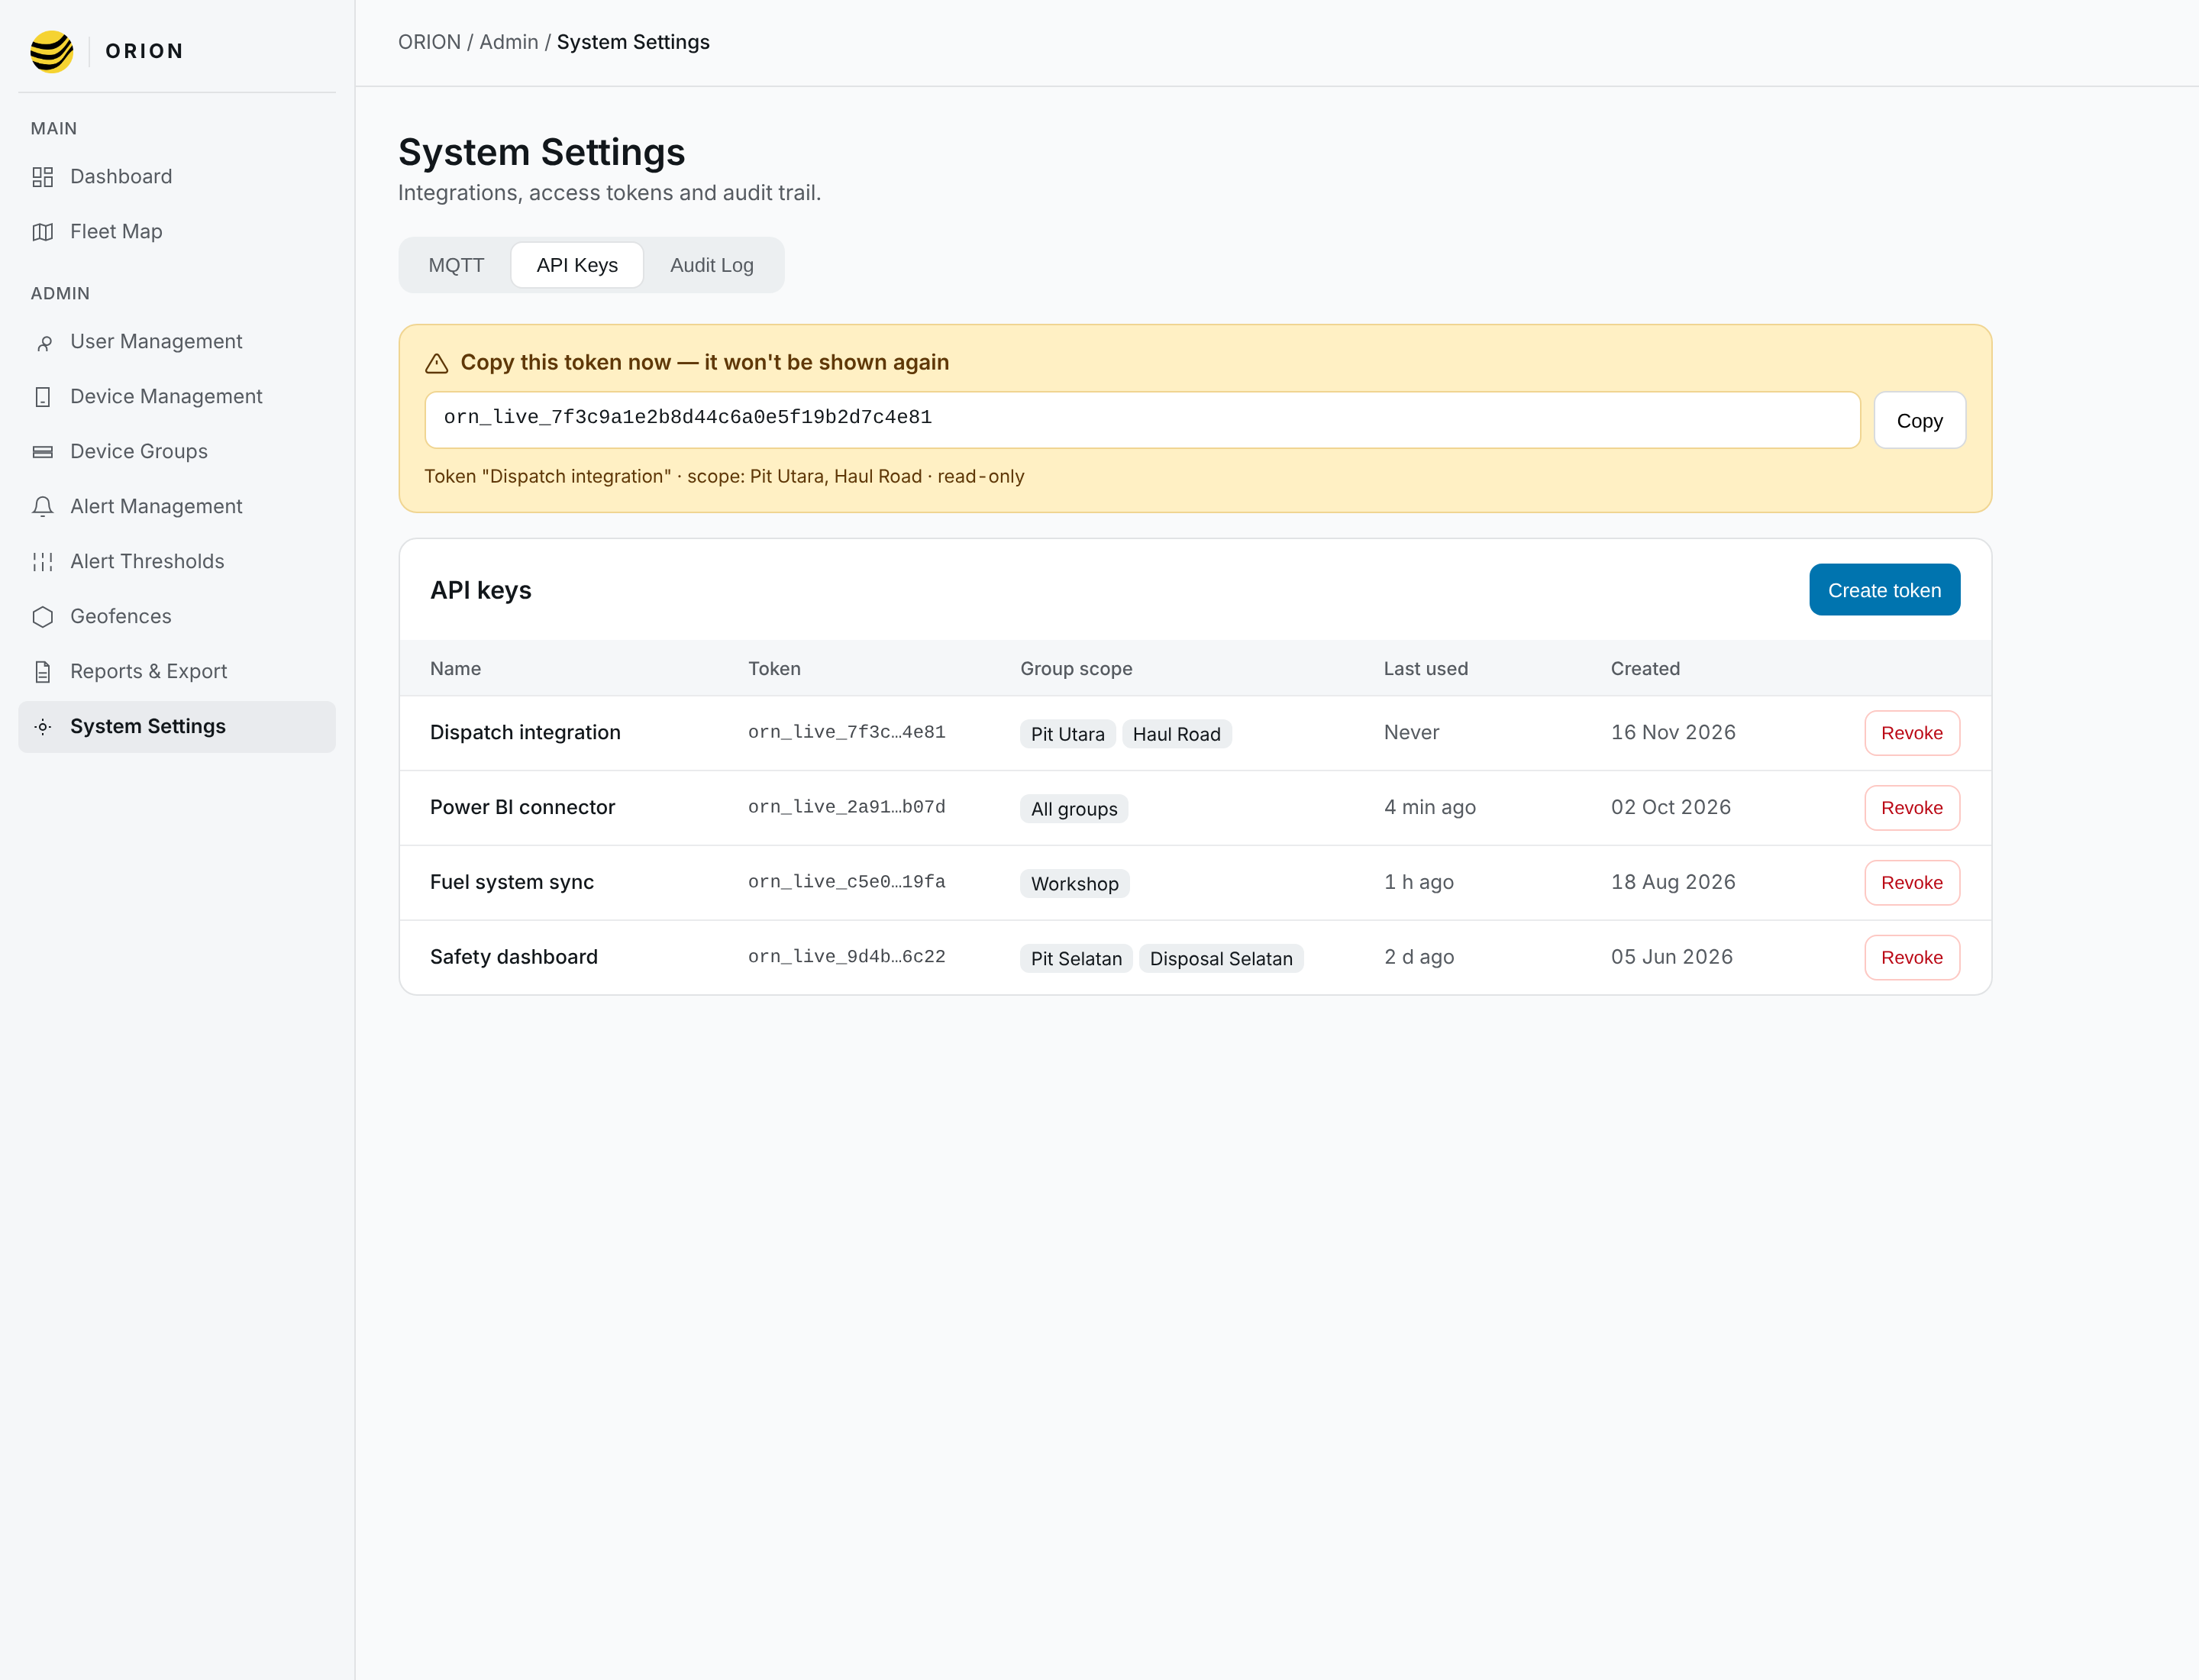 ORION
MAIN
Dashboard
Fleet Map
ADMIN
User Management
Device Management
Device Groups
Alert Management
Alert Thresholds
Geofences
Reports & Export
System Settings
ORION / Admin / System Settings
System Settings
Integrations, access tokens and audit trail.
MQTT API Keys Audit Log
Copy this token now — it won't be shown again
orn_live_7f3c9a1e2b8d44c6a0e5f19b2d7c4e81 Copy
Token "Dispatch integration" · scope: Pit Utara, Haul Road · read-only
API keys Create token
Name Token Group scope Last used Created
Dispatch integration orn_live_7f3c…4e81 Pit Utara Haul Road Never 16 Nov 2026 Revoke
Power BI connector orn_live_2a91…b07d All groups 4 min ago 02 Oct 2026 Revoke
Fuel system sync orn_live_c5e0…19fa Workshop 1 h ago 18 Aug 2026 Revoke
Safety dashboard orn_live_9d4b…6c22 Pit Selatan Disposal Selatan 2 d ago 05 Jun 2026 Revoke